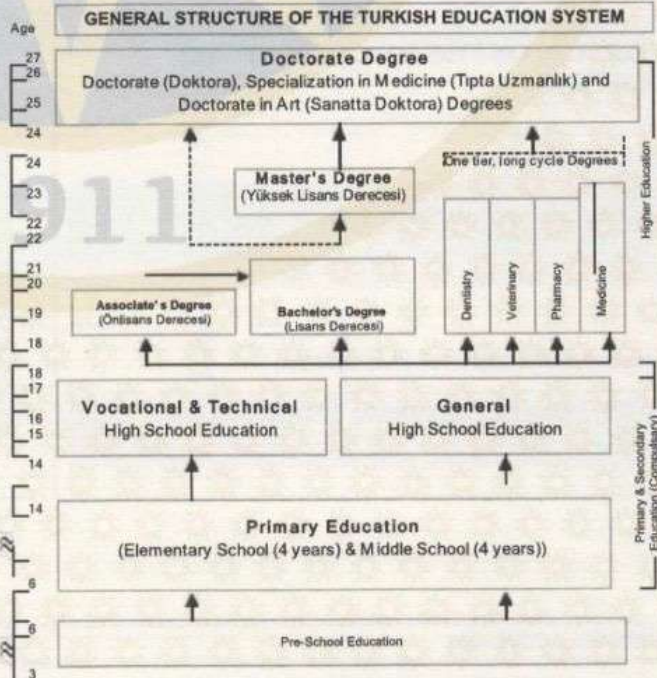 GENERAL STRUCTURE OF THE TURKISH EDUCATION SYSTEM
Age
27
26
25
24
Doctorate Degree
Doctorate (Doktora), Specialization in Medicine (Tıpta Uzmanlık) and
Doctorate in Art (Sanatta Doktora) Degrees
24
23
22
Master's Degree
(Yüksek Lisans Derecesi)
One tier, long cycle Degrees
Higher Education
911
22
21
20
19
18
Associate's Degree
(Önlisans Derecesi)
Bachelor's Degree
(Lisans Derecesi)
Dentistry
Veterinary
Pharmacy
Medicine
18
17
16
15
14
Vocational & Technical
High School Education
General
High School Education
Primary & Secondary
Education (Compulsary)
14
6
Primary Education
(Elementary School (4 years) & Middle School (4 years))
6
3
Pre-School Education